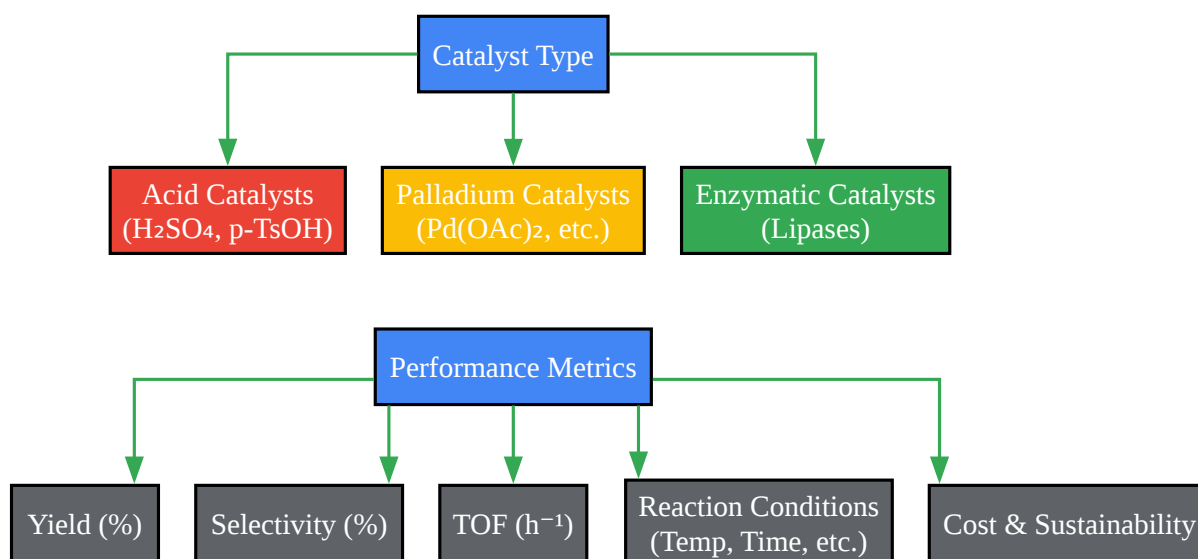 Catalyst Type
Acid Catalysts
(H₂SO₄, p-TsOH)
Palladium Catalysts
(Pd(OAc)₂, etc.)
Enzymatic Catalysts
(Lipases)
Performance Metrics
Yield (%)
Selectivity (%)
TOF (h⁻¹)
Reaction Conditions
(Temp, Time, etc.)
Cost & Sustainability